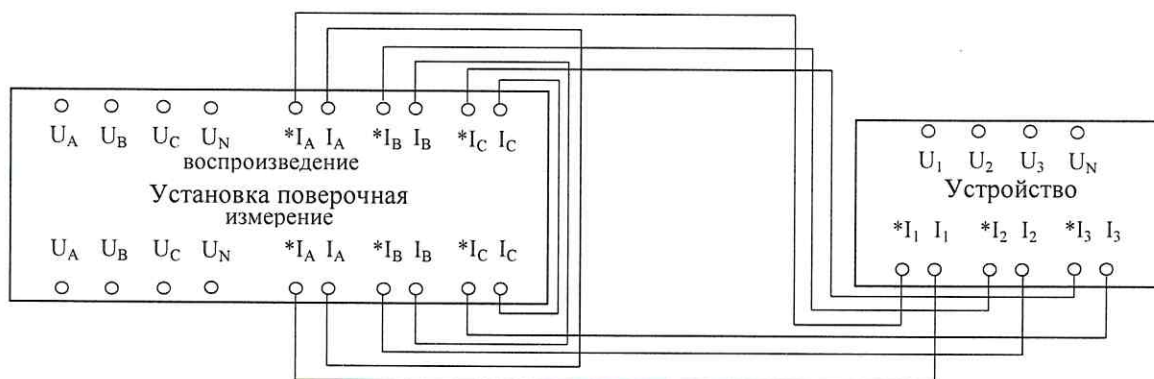 U_A U_B U_C U_N *I_A I_A *I_B I_B *I_C I_C
воспроизведение
Установка поверочная
измерение
U_A U_B U_C U_N *I_A I_A *I_B I_B *I_C I_C
U_1 U_2 U_3 U_N
Устройство
*I_1 I_1 *I_2 I_2 *I_3 I_3